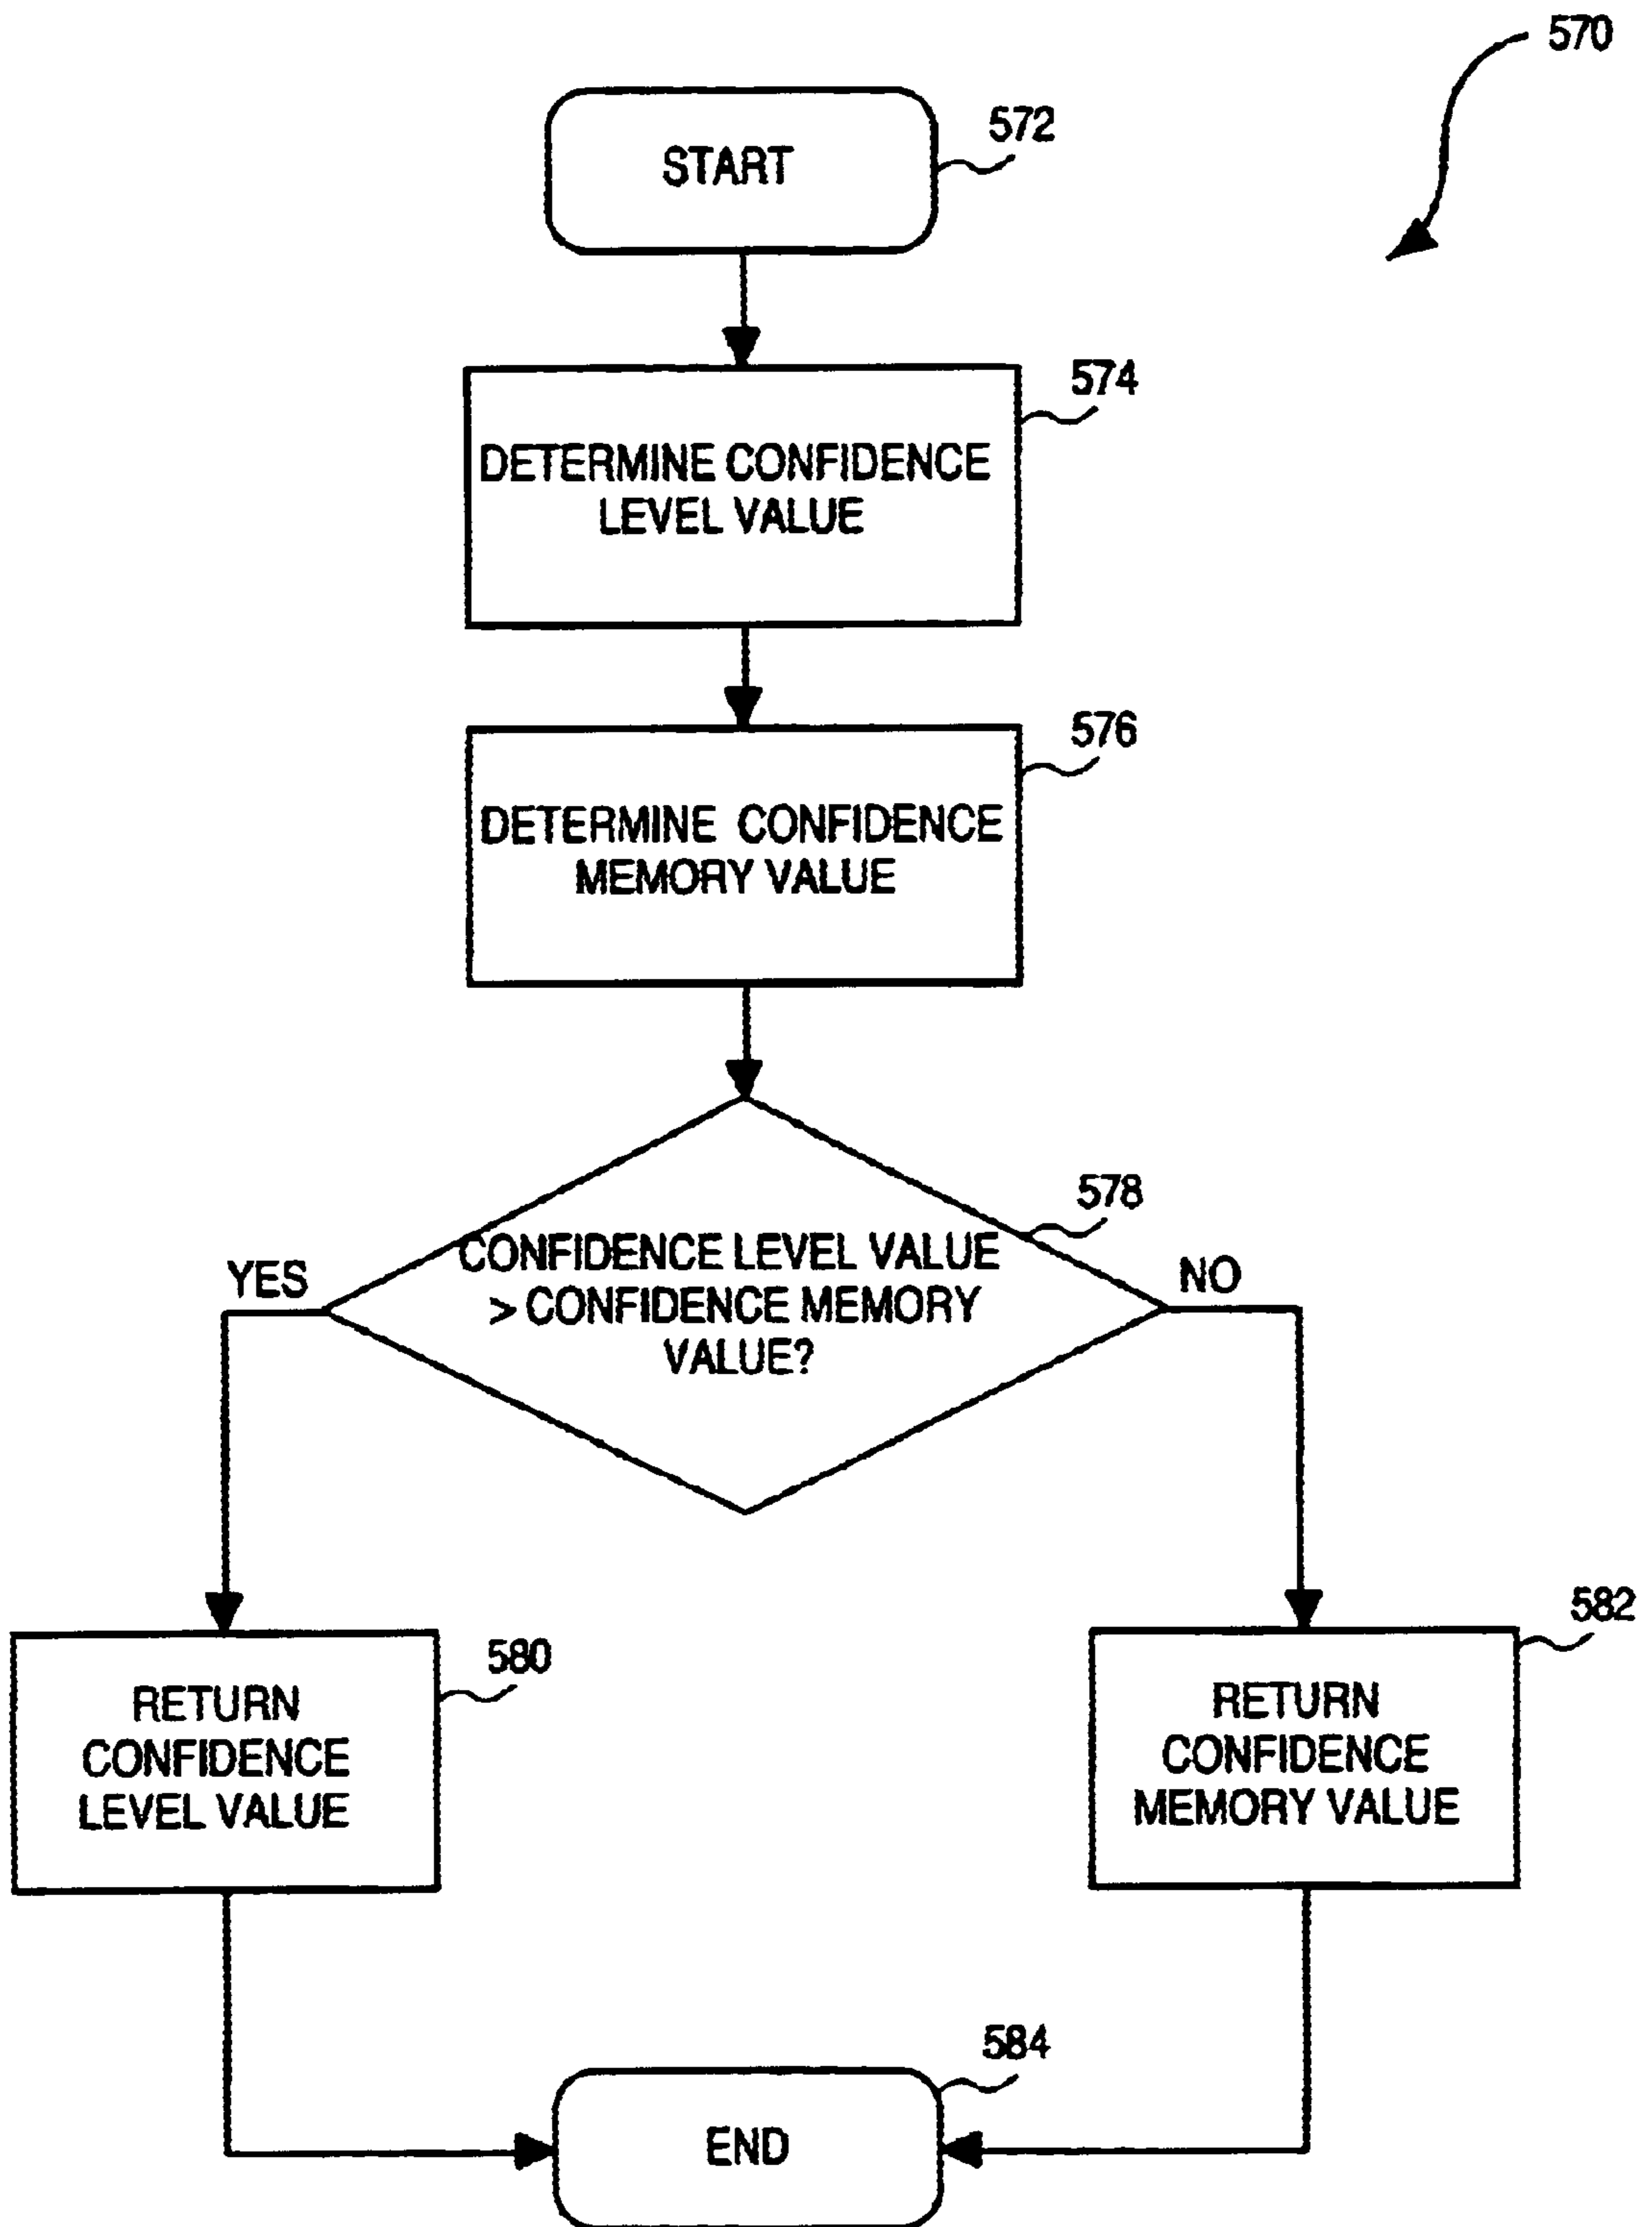 570
572
START
574
DETERMINE CONFIDENCE
LEVEL VALUE
576
DETERMINE CONFIDENCE
MEMORY VALUE
578
CONFIDENCE LEVEL VALUE
> CONFIDENCE MEMORY
VALUE?
YES
NO
580
RETURN
CONFIDENCE
LEVEL VALUE
582
RETURN
CONFIDENCE
MEMORY VALUE
584
END